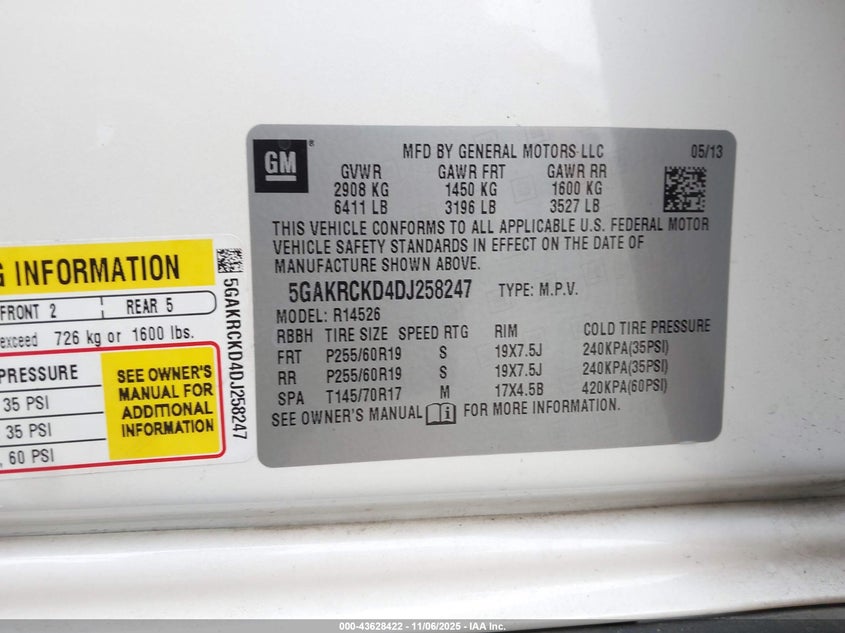 GM
MFD BY GENERAL MOTORS LLC 05/13
GVWR GAWR FRT GAWR RR
2908 KG 1450 KG 1600 KG
6411 LB 3196 LB 3527 LB
THIS VEHICLE CONFORMS TO ALL APPLICABLE U.S. FEDERAL MOTOR
VEHICLE SAFETY STANDARDS IN EFFECT ON THE DATE OF
MANUFACTURE SHOWN ABOVE.
5GAKRCKD4DJ258247 TYPE: M.P.V.
MODEL: R14526
RBBH TIRE SIZE SPEED RTG RIM COLD TIRE PRESSURE
FRT P255/60R19 S 19X7.5J 240KPA(35PSI)
RR P255/60R19 S 19X7.5J 240KPA(35PSI)
SPA T145/70R17 M 17X4.5B 420KPA(60PSI)
SEE OWNER'S MANUAL FOR MORE INFORMATION.
G INFORMATION
FRONT 2 REAR 5
exceed 726 kg or 1600 lbs.
PRESSURE
35 PSI
35 PSI
, 60 PSI
SEE OWNER'S
MANUAL FOR
ADDITIONAL
INFORMATION
5GAKRCKD4DJ258247
000-43628422 - 11/06/2025 - IAA Inc.